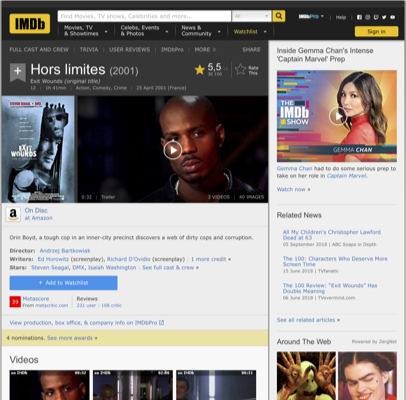 IMDb
Find Movies, TV shows, Celebrities and more...
All
IMDbPro
Help
Movies, TV & Showtimes
Celebs, Events & Photos
News & Community
Watchlist
Sign in
FULL CAST AND CREW | TRIVIA | USER REVIEWS | IMDbPro | MORE
SHARE
Hors limites (2001)
Exit Wounds (original title)
12 | 1h 41min | Action, Comedy, Crime | 25 April 2001 (France)
5,5
Rate This
EXIT WOUNDS
0:32 | Trailer
3 VIDEOS | 40 IMAGES
On Disc
at Amazon
Orin Boyd, a tough cop in an inner-city precinct discovers a web of dirty cops and corruption.
Director: Andrzej Bartkowiak
Writers: Ed Horowitz (screenplay), Richard D'Ovidio (screenplay) | 1 more credit »
Stars: Steven Seagal, DMX, Isaiah Washington | See full cast & crew »
+ Add to Watchlist
39
Metascore
From metacritic.com
Reviews
231 user | 108 critic
View production, box office, & company info on IMDbPro
4 nominations. See more awards »
Videos
Inside Gemma Chan's Intense 'Captain Marvel' Prep
THE IMDb SHOW
GEMMA CHAN
Gemma Chan had to do some serious prep to take on her role in Captain Marvel.
Watch now »
Related News
All My Children's Christopher Lawford Dead at 63
05 September 2018 | ABC Soaps in Depth
The 100: Characters Who Deserve More Screen Time
15 June 2018 | TVfanatic
The 100 Review: "Exit Wounds" Has Double Meaning
06 June 2018 | TVovermind.com
See all related articles »
Around The Web
Powered by ZergNet